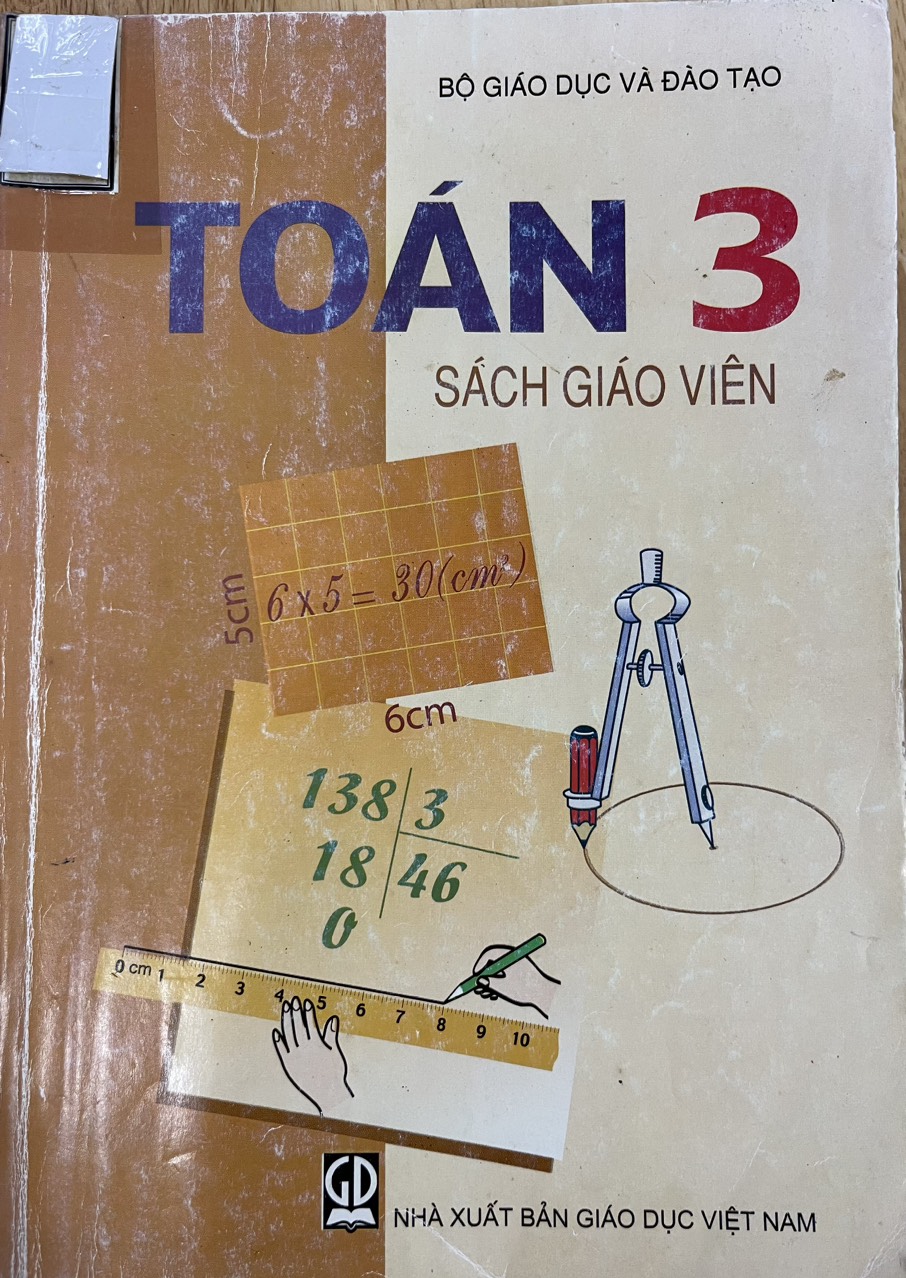 BỘ GIÁO DỤC VÀ ĐÀO TẠO
TOÁN 3
SÁCH GIÁO VIÊN
5cm
6 x 5 = 30 (cm²)
6cm
138 3
18 46
0
0 cm 1 2 3 4 5 6 7 8 9 10
GD
NHÀ XUẤT BẢN GIÁO DỤC VIỆT NAM